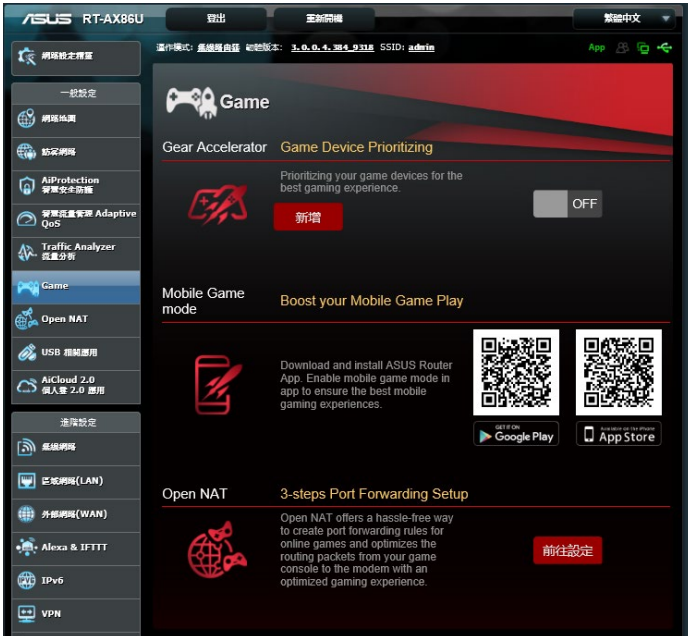 ASUS RT-AX86U 登出 重新開機 繁體中文
運作模式: 無線路由器 韌體版本: 3.0.0.4.384_9318 SSID: admin App
網路設定精靈
一般設定
網路地圖
訪客網路
AiProtection
智慧安全防護
智慧流量管理 Adaptive
QoS
Traffic Analyzer
流量分析
Game
Open NAT
USB 相關應用
AiCloud 2.0
個人雲 2.0 應用
進階設定
無線網路
區域網路(LAN)
外部網路(WAN)
Alexa & IFTTT
IPv6
VPN
Game
Gear Accelerator Game Device Prioritizing
Prioritizing your game devices for the
best gaming experience.
新增
OFF
Mobile Game
mode
Boost your Mobile Game Play
Download and install ASUS Router
App. Enable mobile game mode in
app to ensure the best mobile
gaming experiences.
GET IT ON
Google Play
Available on the iPhone
App Store
Open NAT 3-steps Port Forwarding Setup
Open NAT offers a hassle-free way
to create port forwarding rules for
online games and optimizes the
routing packets from your game
console to the modem with an
optimized gaming experience.
前往設定